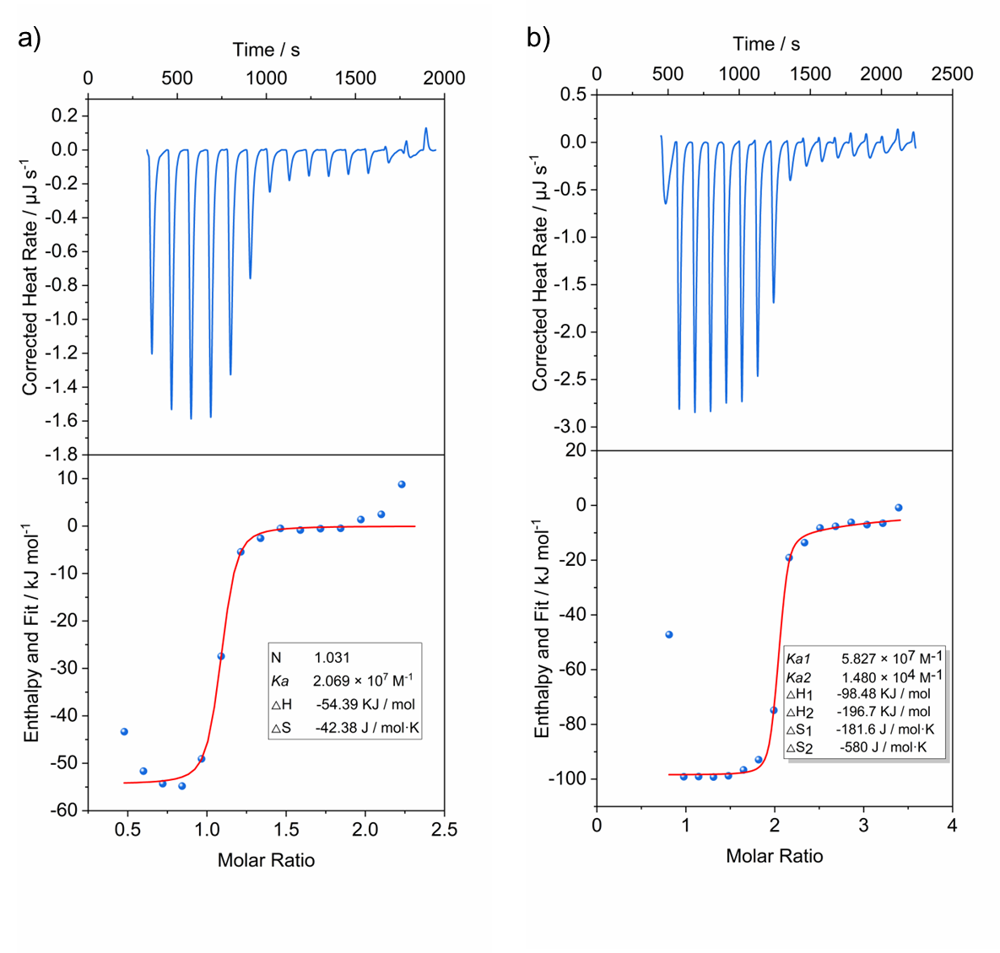 a)
Time / s
0 500 1000 1500 2000
0.2
0.0
-0.2
-0.4
-0.6
-0.8
-1.0
-1.2
-1.4
-1.6
-1.8
Corrected Heat Rate / µJ s-1
10
0
-10
-20
-30
-40
-50
-60
Enthalpy and Fit / kJ mol-1
N 1.031
Ka 2.069 × 10⁷ M⁻¹
△H -54.39 KJ / mol
△S -42.38 J / mol·K
0.5 1.0 1.5 2.0 2.5
Molar Ratio
b)
Time / s
0 500 1000 1500 2000 2500
0.5
0.0
-0.5
-1.0
-1.5
-2.0
-2.5
-3.0
Corrected Heat Rate / µJ s-1
20
0
-20
-40
-60
-80
-100
Enthalpy and Fit / kJ mol-1
Ka1 5.827 × 10⁷ M⁻¹
Ka2 1.480 × 10⁴ M⁻¹
△H1 -98.48 KJ / mol
△H2 -196.7 KJ / mol
△S1 -181.6 J / mol·K
△S2 -580 J / mol·K
0 1 2 3 4
Molar Ratio